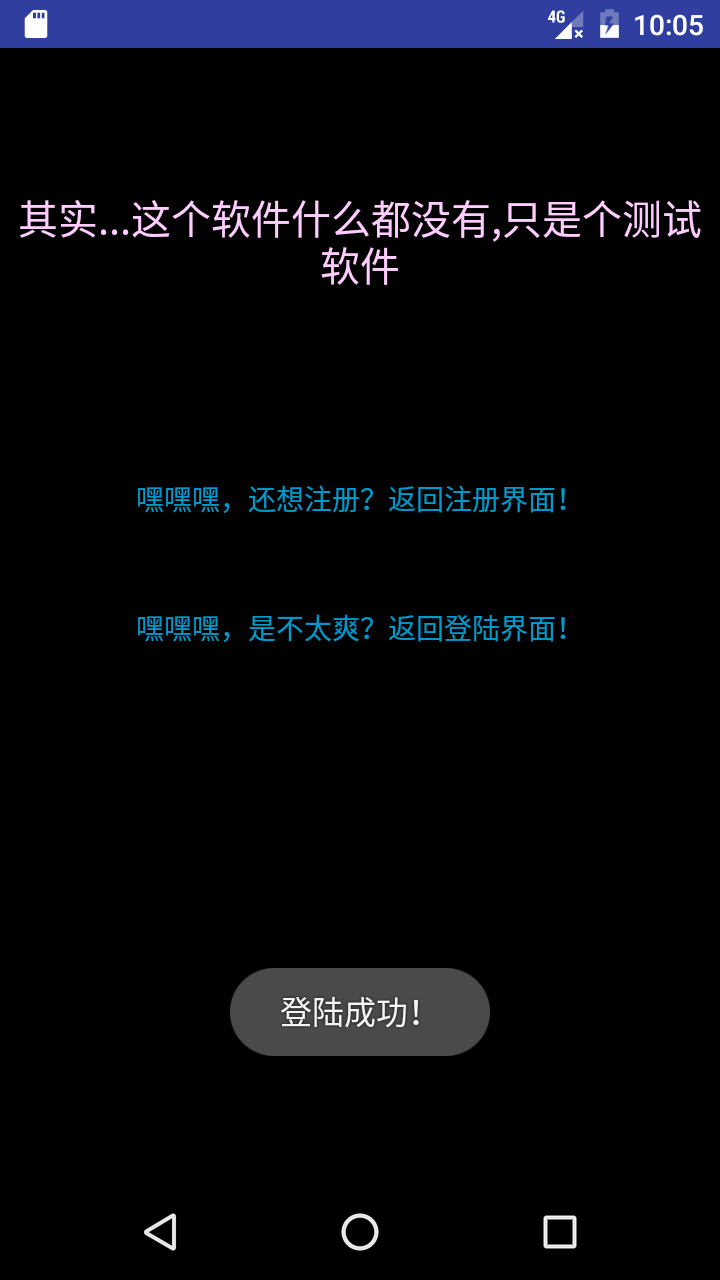 4G
10:05
其实...这个软件什么都没有,只是个测试
软件
嘿嘿嘿，还想注册？返回注册界面！
嘿嘿嘿，是不太爽？返回登陆界面！
登陆成功！